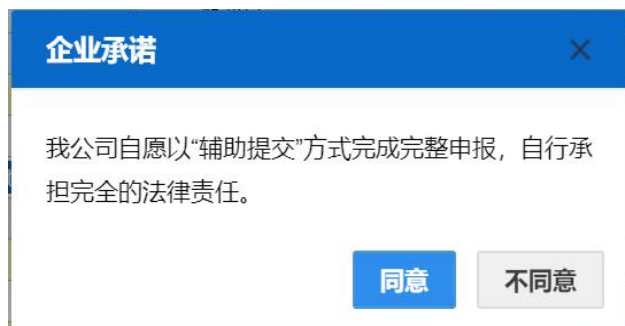 企业承诺
我公司自愿以“辅助提交”方式完成完整申报，自行承
担完全的法律责任。
同意
不同意